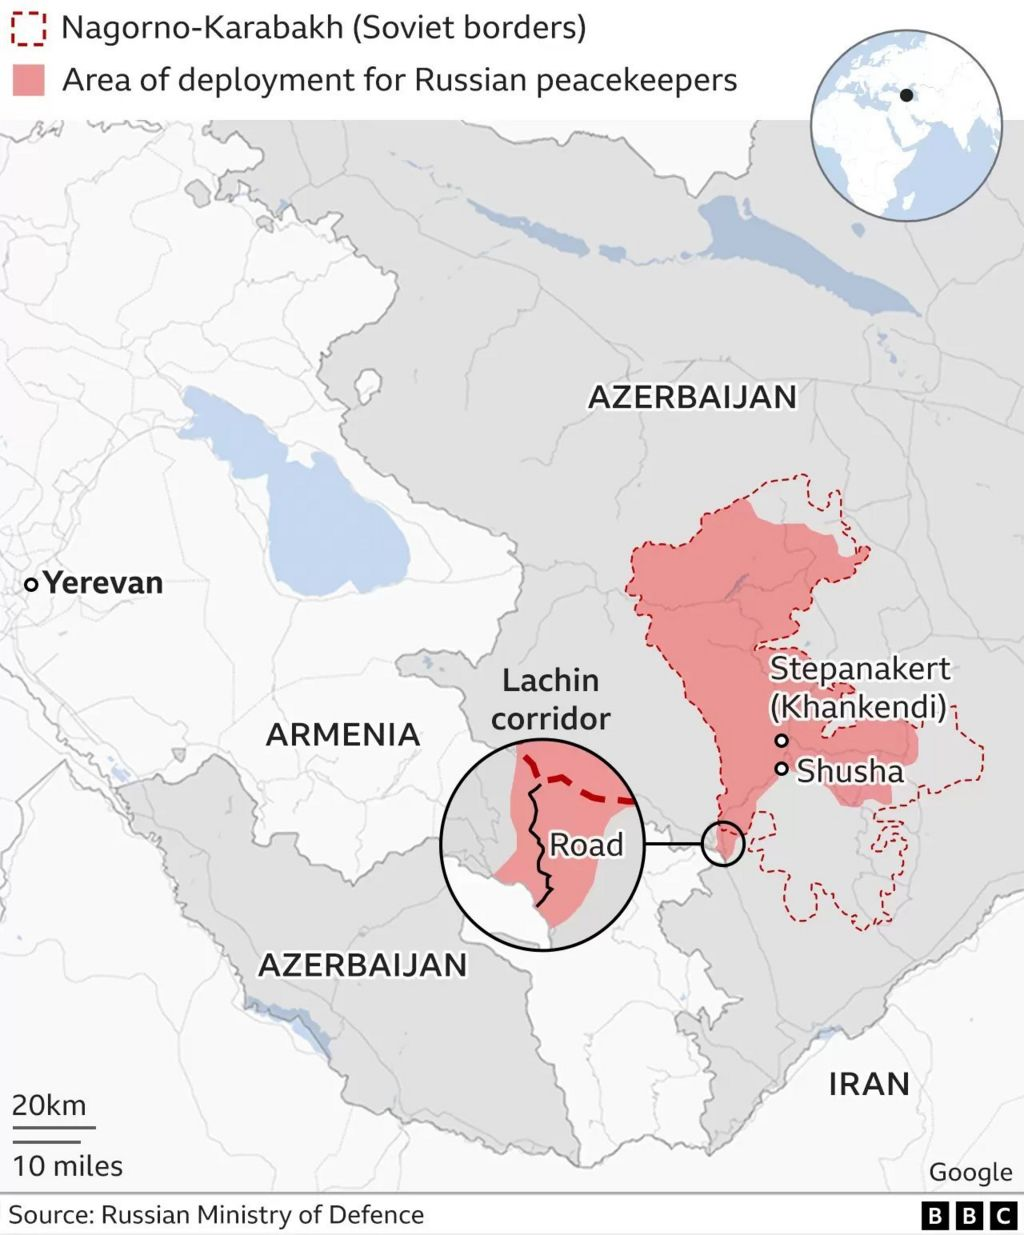 Nagorno-Karabakh (Soviet borders)
Area of deployment for Russian peacekeepers
AZERBAIJAN
Yerevan
Stepanakert
(Khankendi)
Lachin
corridor
ARMENIA
Shusha
Road
AZERBAIJAN
IRAN
20km
10 miles
Google
Source: Russian Ministry of Defence
BBC